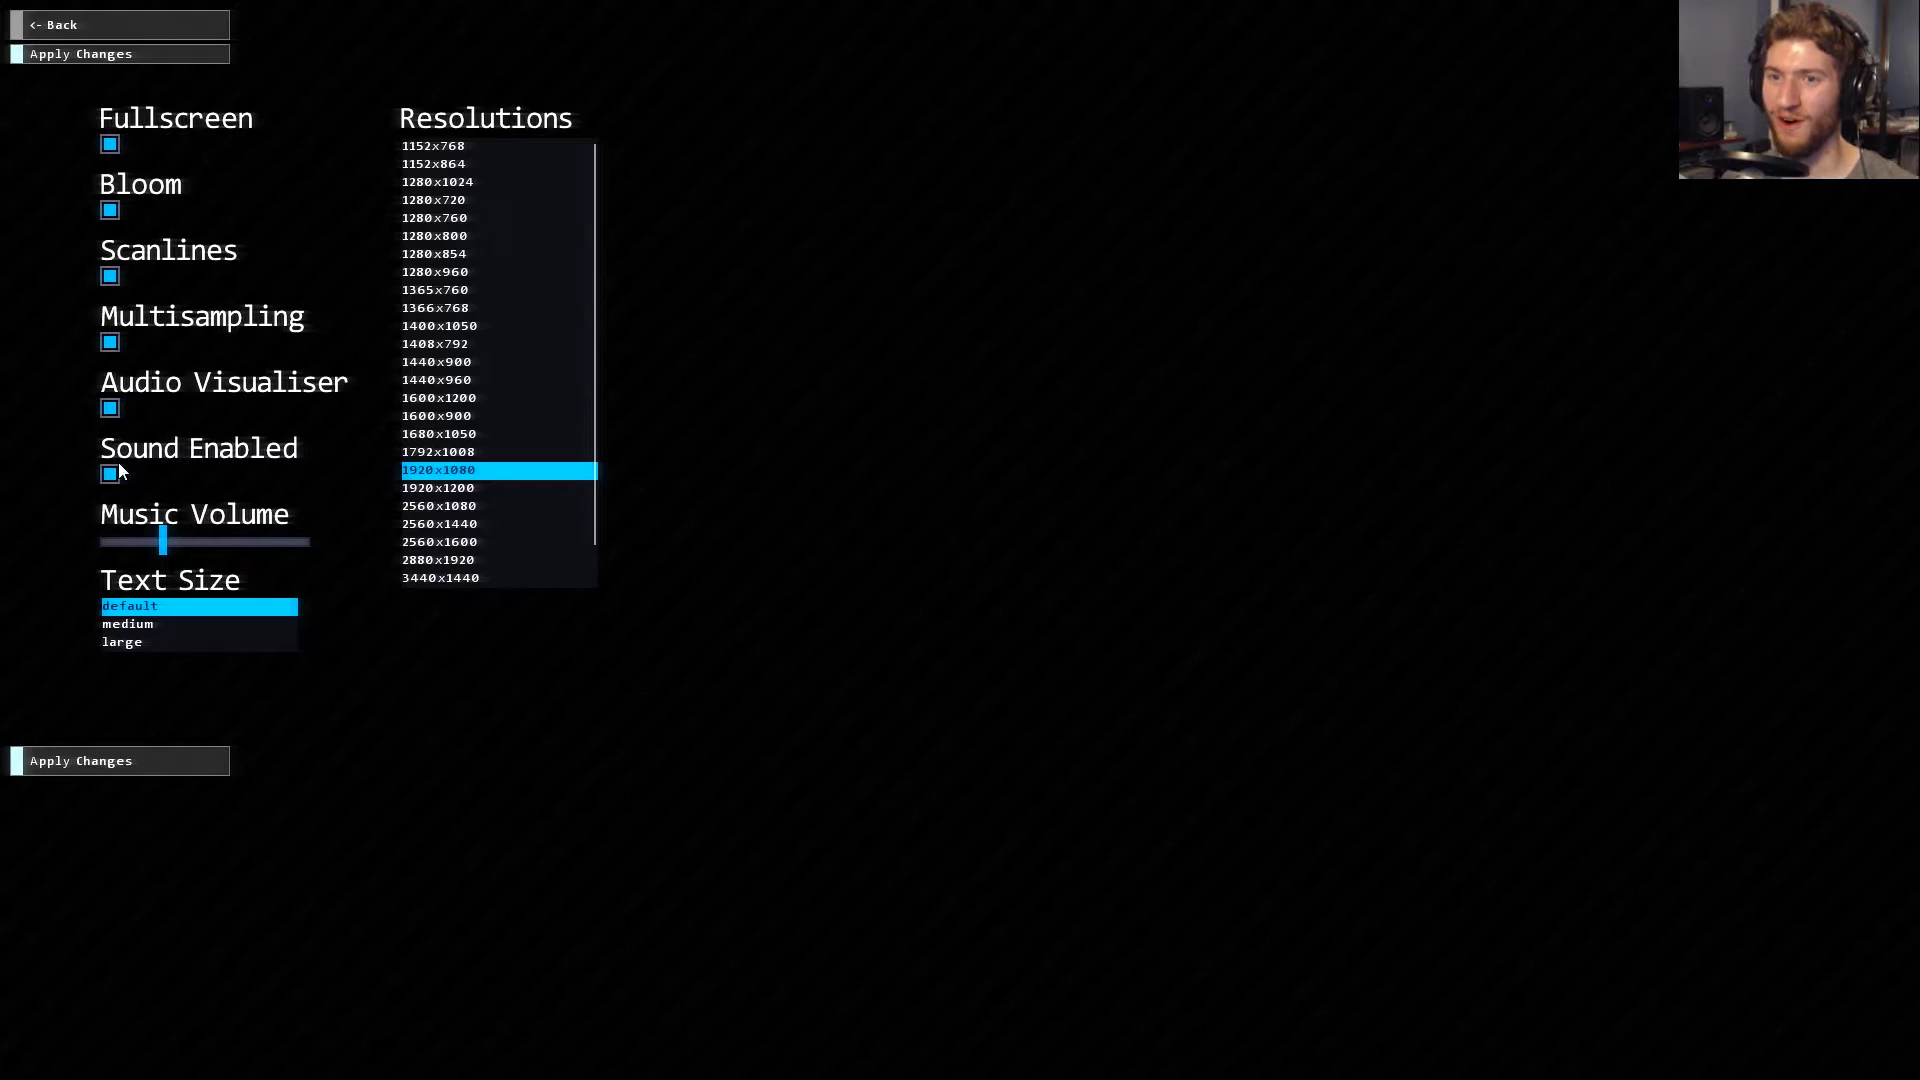 <- Back
Apply Changes
Fullscreen
Bloom
Scanlines
Multisampling
Audio Visualiser
Sound Enabled
Music Volume
Text Size
default
medium
large
Resolutions
1152x768
1152x864
1280x1024
1280x720
1280x760
1280x800
1280x854
1280x960
1365x760
1366x768
1400x1050
1408x792
1440x900
1440x960
1600x1200
1600x900
1680x1050
1792x1008
1920x1080
1920x1200
2560x1080
2560x1440
2560x1600
2880x1920
3440x1440
Apply Changes